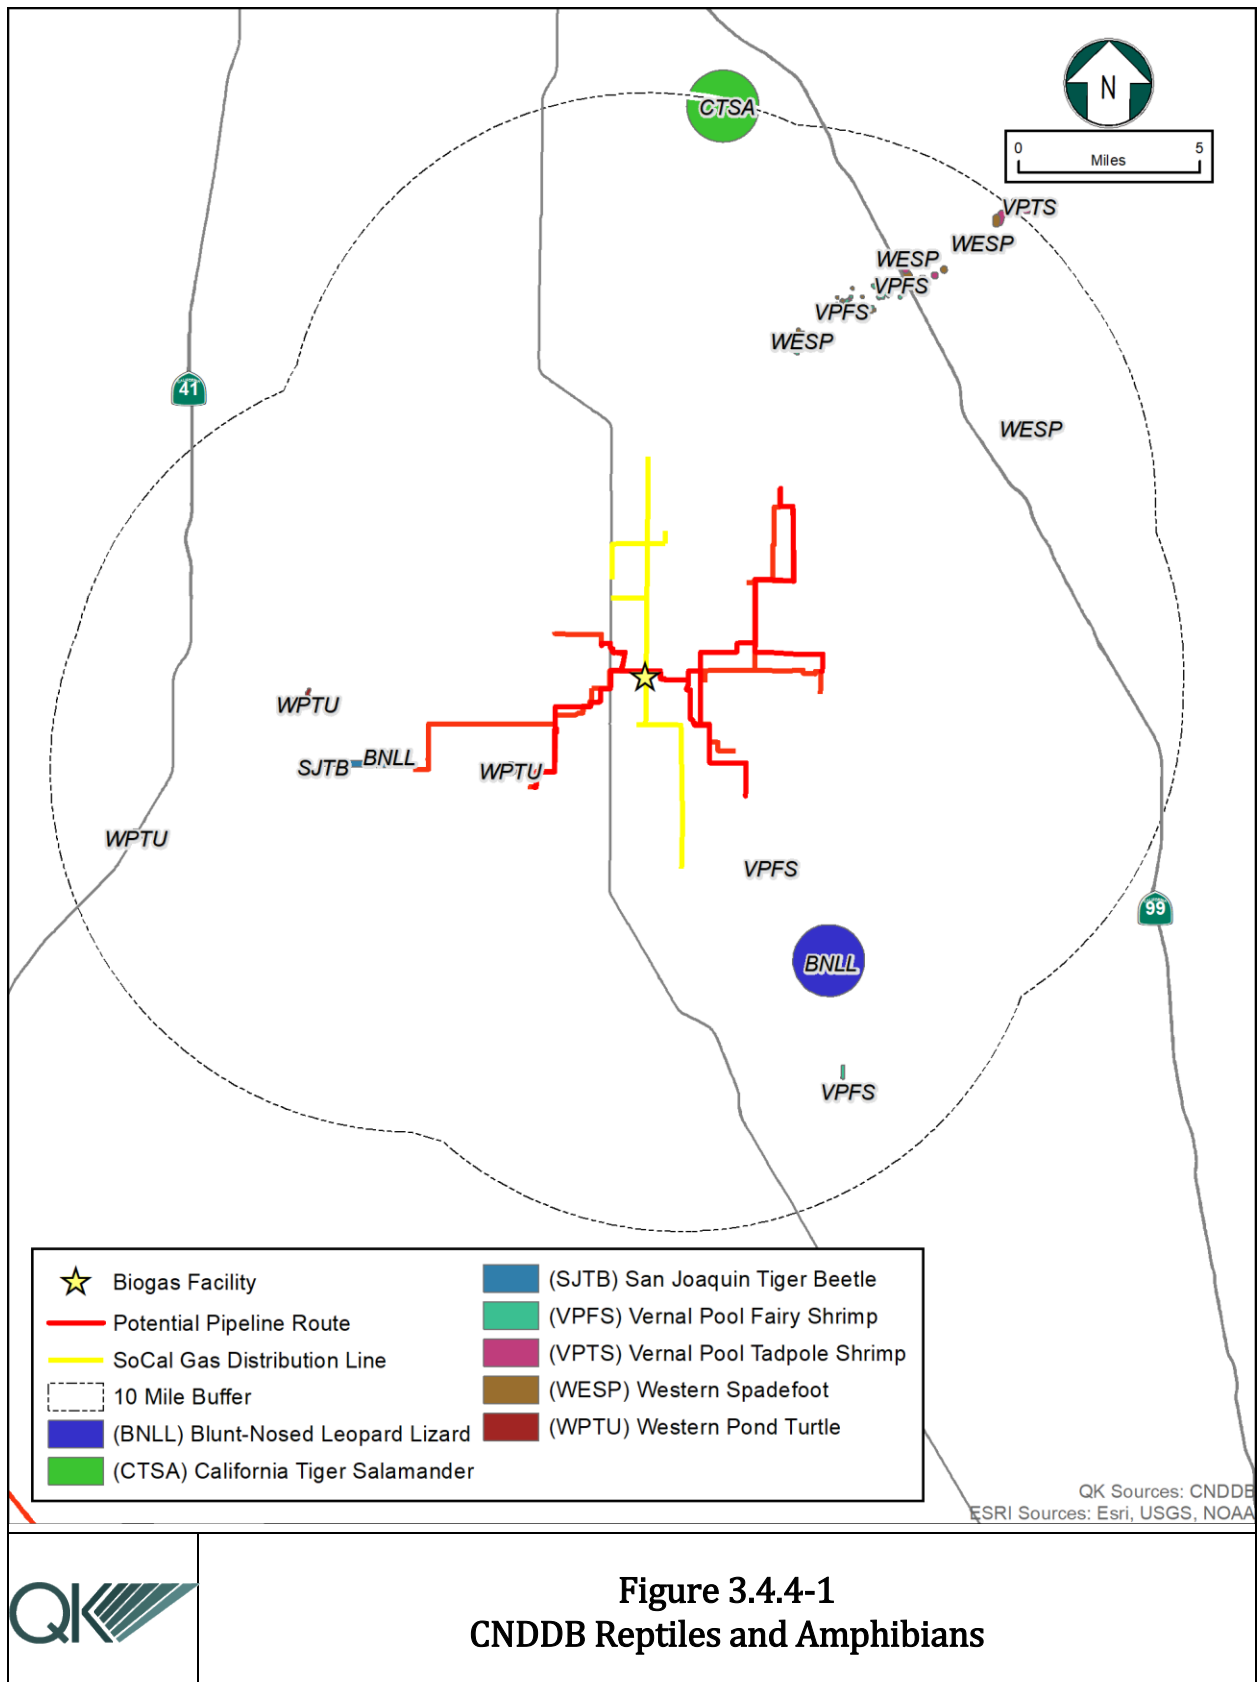 CTSA
N
0 5
Miles
VPTS
WESP
WESP
VPFS
VPFS
WESP
41
WESP
WPTU
SJTB
BNLL
WPTU
WPTU
VPFS
99
BNLL
VPFS
Biogas Facility
Potential Pipeline Route
SoCal Gas Distribution Line
10 Mile Buffer
(BNLL) Blunt-Nosed Leopard Lizard
(CTSA) California Tiger Salamander
(SJTB) San Joaquin Tiger Beetle
(VPFS) Vernal Pool Fairy Shrimp
(VPTS) Vernal Pool Tadpole Shrimp
(WESP) Western Spadefoot
(WPTU) Western Pond Turtle
QK Sources: CNDDB
ESRI Sources: Esri, USGS, NOAA
QK
Figure 3.4.4-1
CNDDB Reptiles and Amphibians